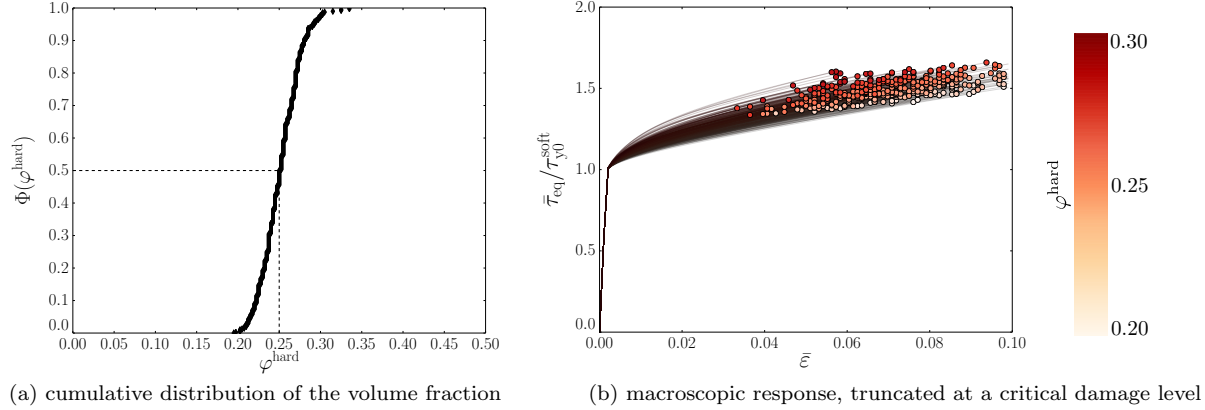 1.0
0.9
0.8
0.7
0.6
0.5
0.4
0.3
0.2
0.1
0.0
Φ(φ^hard)
0.00 0.05 0.10 0.15 0.20 0.25 0.30 0.35 0.40 0.45 0.50
φ^hard
(a) cumulative distribution of the volume fraction
2.0
1.5
1.0
0.5
0.0
τ̄_eq/τ_y0^soft
0.00 0.02 0.04 0.06 0.08 0.10
ε̄
φ^hard
0.30
0.25
0.20
(b) macroscopic response, truncated at a critical damage level